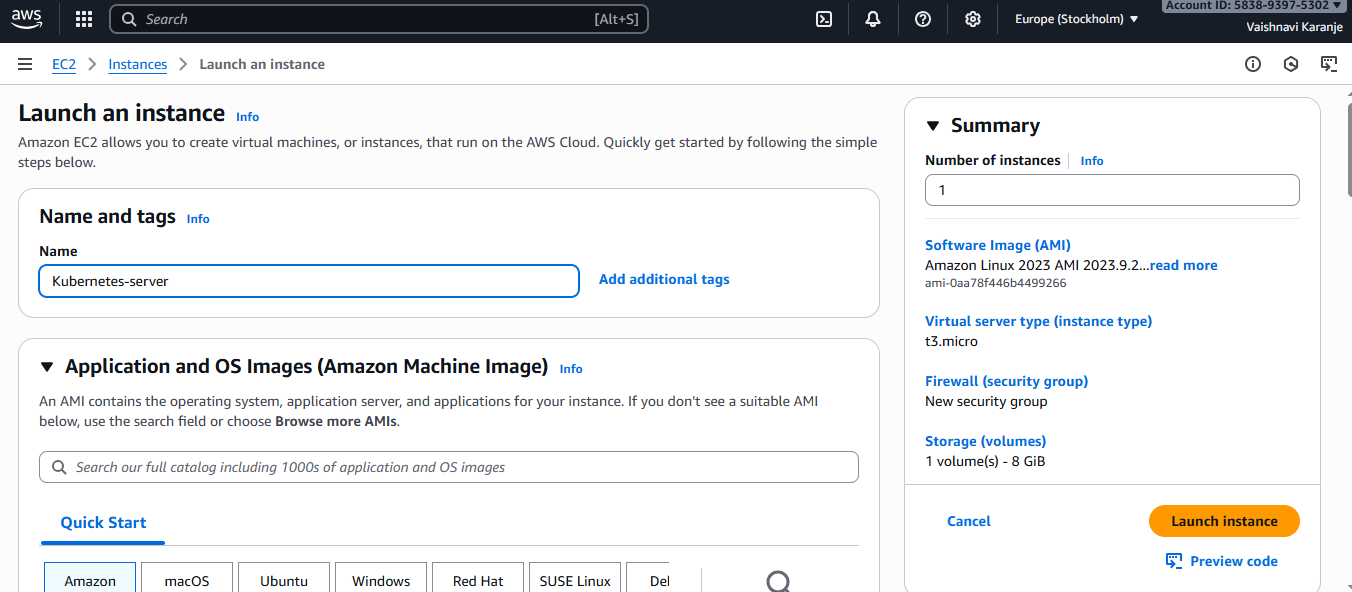 aws
Search
[Alt+S]
Europe (Stockholm)
Account ID: 5838-9397-5302
Vaishnavi Karanje
EC2
Instances
Launch an instance
Launch an instance Info
Amazon EC2 allows you to create virtual machines, or instances, that run on the AWS Cloud. Quickly get started by following the simple
steps below.
Name and tags Info
Name
Kubernetes-server
Add additional tags
Application and OS Images (Amazon Machine Image) Info
An AMI contains the operating system, application server, and applications for your instance. If you don't see a suitable AMI
below, use the search field or choose Browse more AMIs.
Search our full catalog including 1000s of application and OS images
Quick Start
Amazon
macOS
Ubuntu
Windows
Red Hat
SUSE Linux
Summary
Number of instances Info
1
Software Image (AMI)
Amazon Linux 2023 AMI 2023.9.2...read more
ami-0aa78f446b4499266
Virtual server type (instance type)
t3.micro
Firewall (security group)
New security group
Storage (volumes)
1 volume(s) - 8 GiB
Cancel
Launch instance
Preview code